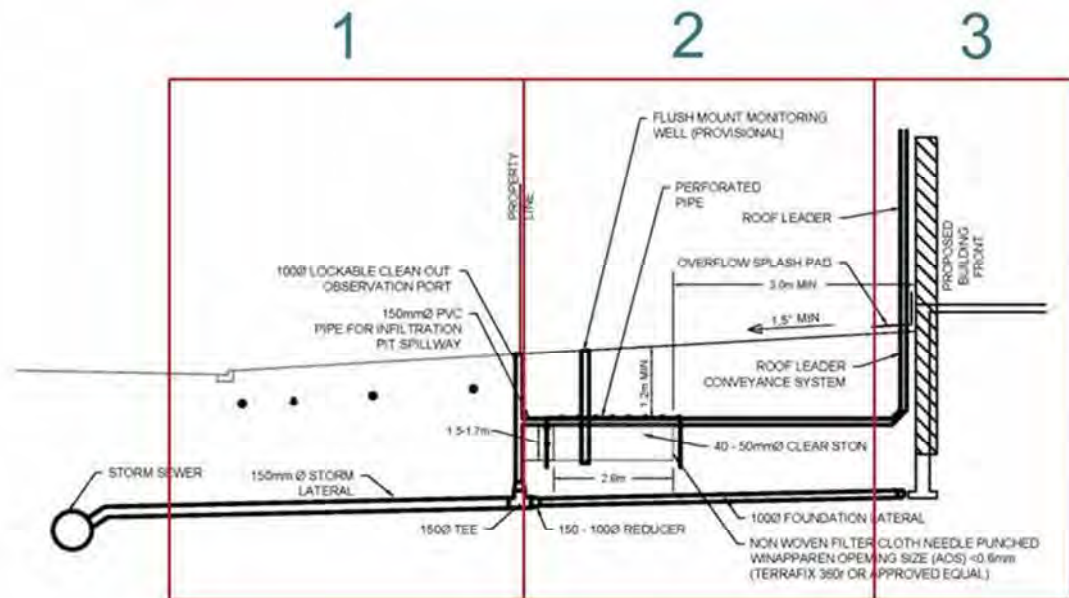 1
2
3
FLUSH MOUNT MONITORING
WELL (PROVISIONAL)
PROPERTY
LINE
PERFORATED
PIPE
ROOF LEADER
PROPOSED
BUILDING
FRONT
OVERFLOW SPLASH PAD
3.0m MIN
100Ø LOCKABLE CLEAN OUT
OBSERVATION PORT
150mmØ PVC
PIPE FOR INFILTRATION
PIT SPILLWAY
1.5" MIN
1.2m MIN
ROOF LEADER
CONVEYANCE SYSTEM
1.5-1.7m
40 - 50mmØ CLEAR STON
2.6m
STORM SEWER
150mm Ø STORM
LATERAL
150Ø TEE
150 - 100Ø REDUCER
100Ø FOUNDATION LATERAL
NON WOVEN FILTER CLOTH NEEDLE PUNCHED
W\NAPPAREN OPEMING SIZE (AOS) <0.6mm
(TERRAFIX 360r OR APPROVED EQUAL)